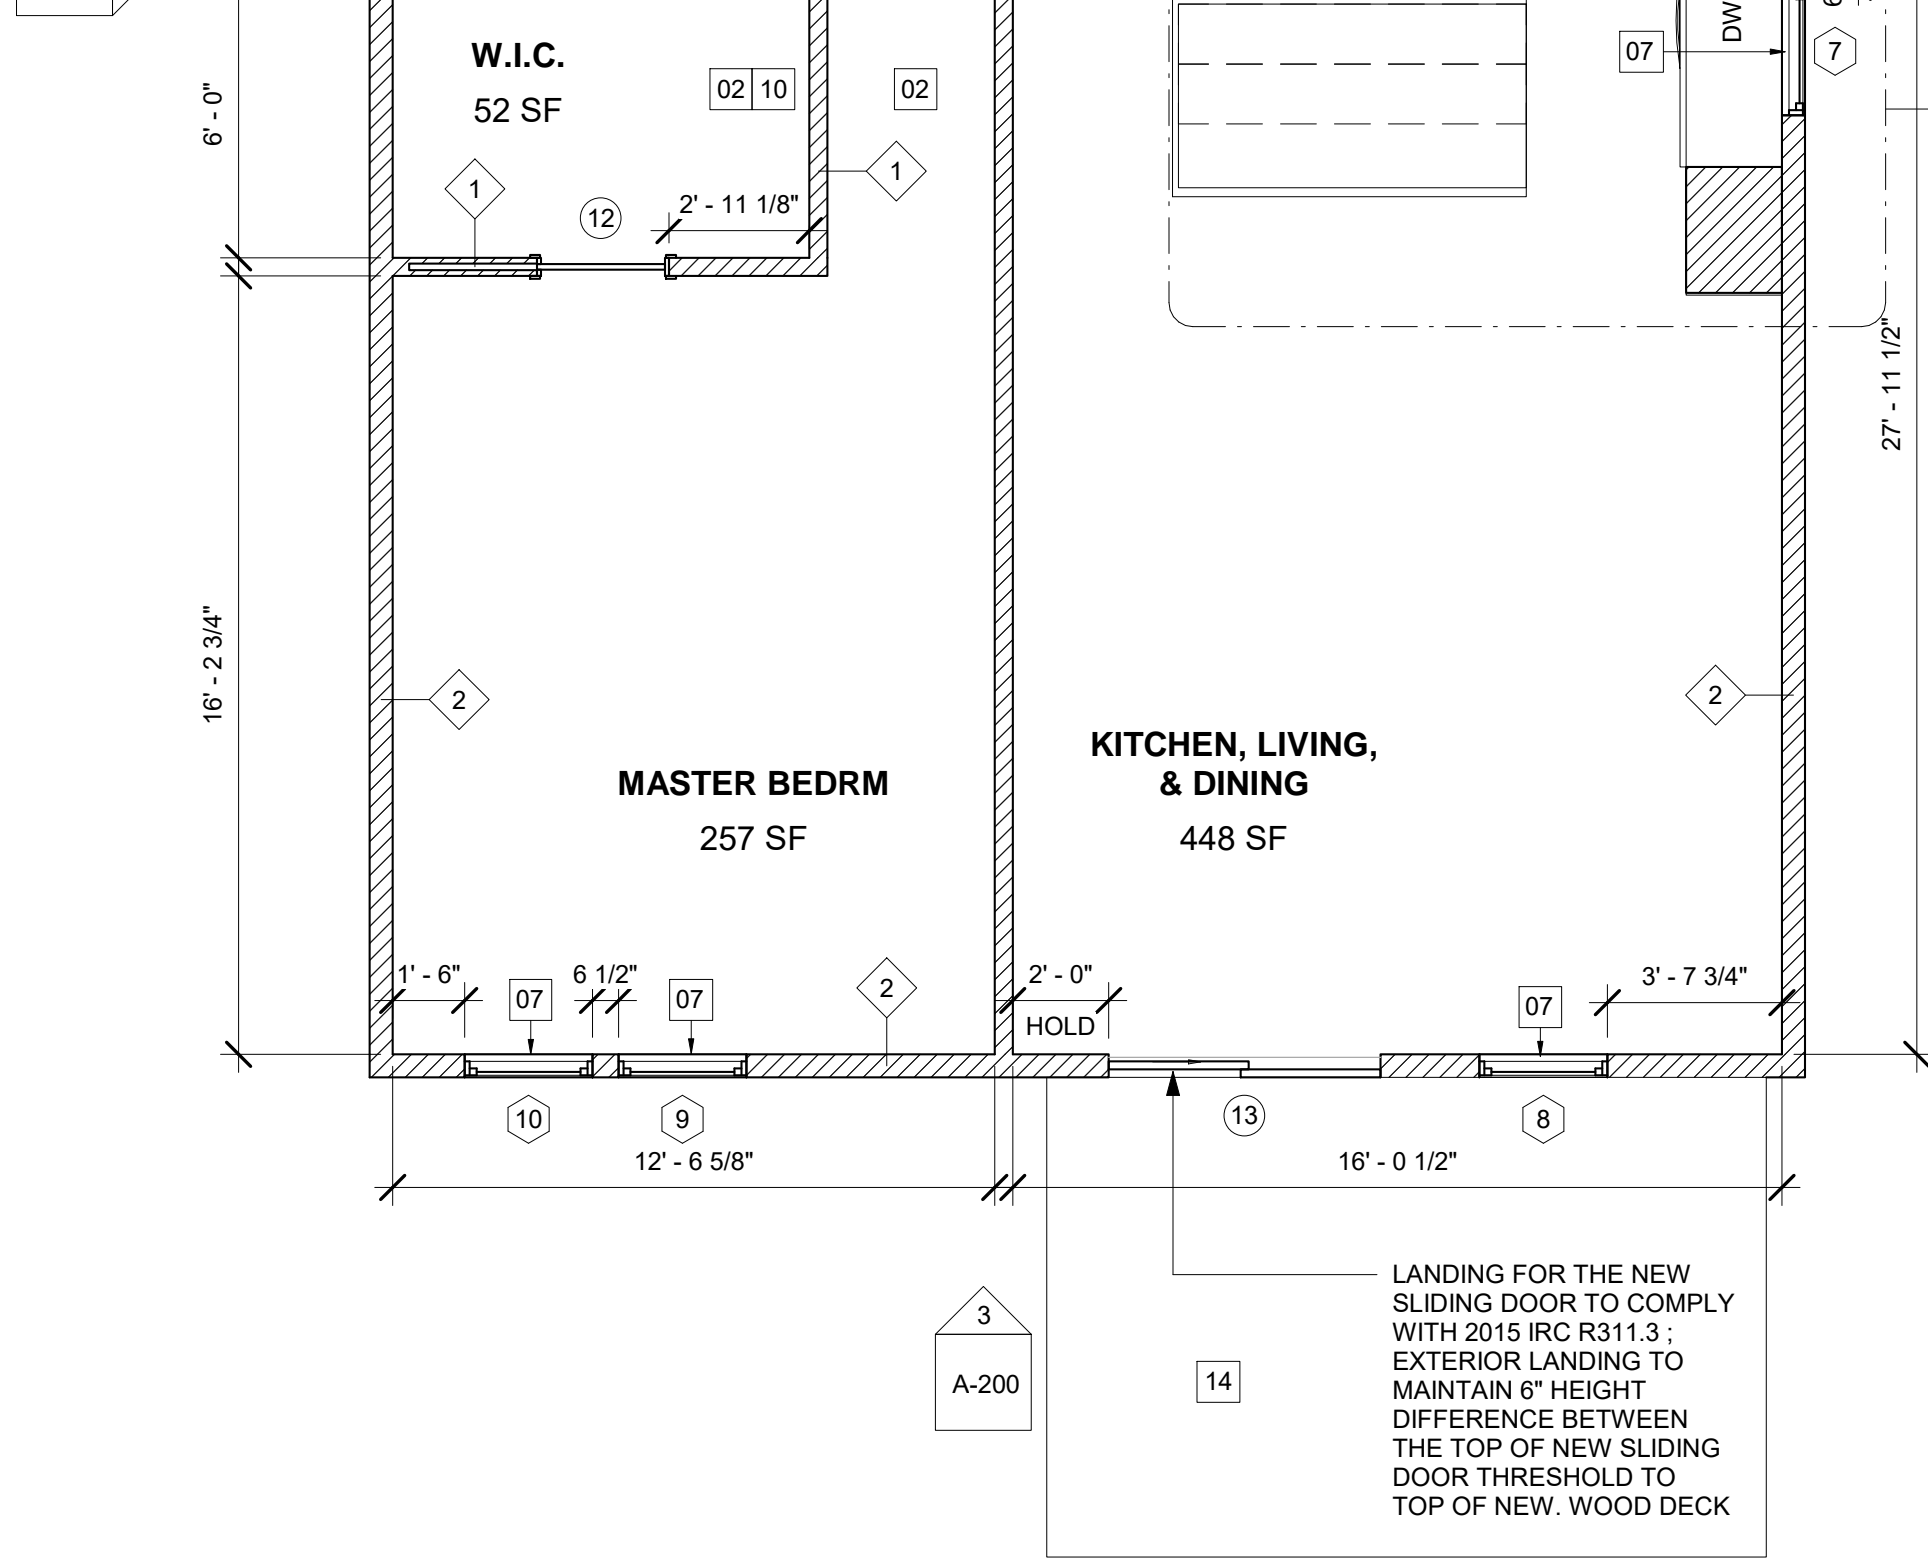 W.I.C.
52 SF
02 10
02
07
DW
7
6' - 0"
1
12
2' - 11 1/8"
1
27' - 11 1/2"
16' - 2 3/4"
2
2
MASTER BEDRM
257 SF
KITCHEN, LIVING,
& DINING
448 SF
1' - 6"
07
6 1/2"
07
2
2' - 0"
HOLD
07
3' - 7 3/4"
10
9
13
8
12' - 6 5/8"
16' - 0 1/2"
3
A-200
14
LANDING FOR THE NEW
SLIDING DOOR TO COMPLY
WITH 2015 IRC R311.3 ;
EXTERIOR LANDING TO
MAINTAIN 6" HEIGHT
DIFFERENCE BETWEEN
THE TOP OF NEW SLIDING
DOOR THRESHOLD TO
TOP OF NEW. WOOD DECK